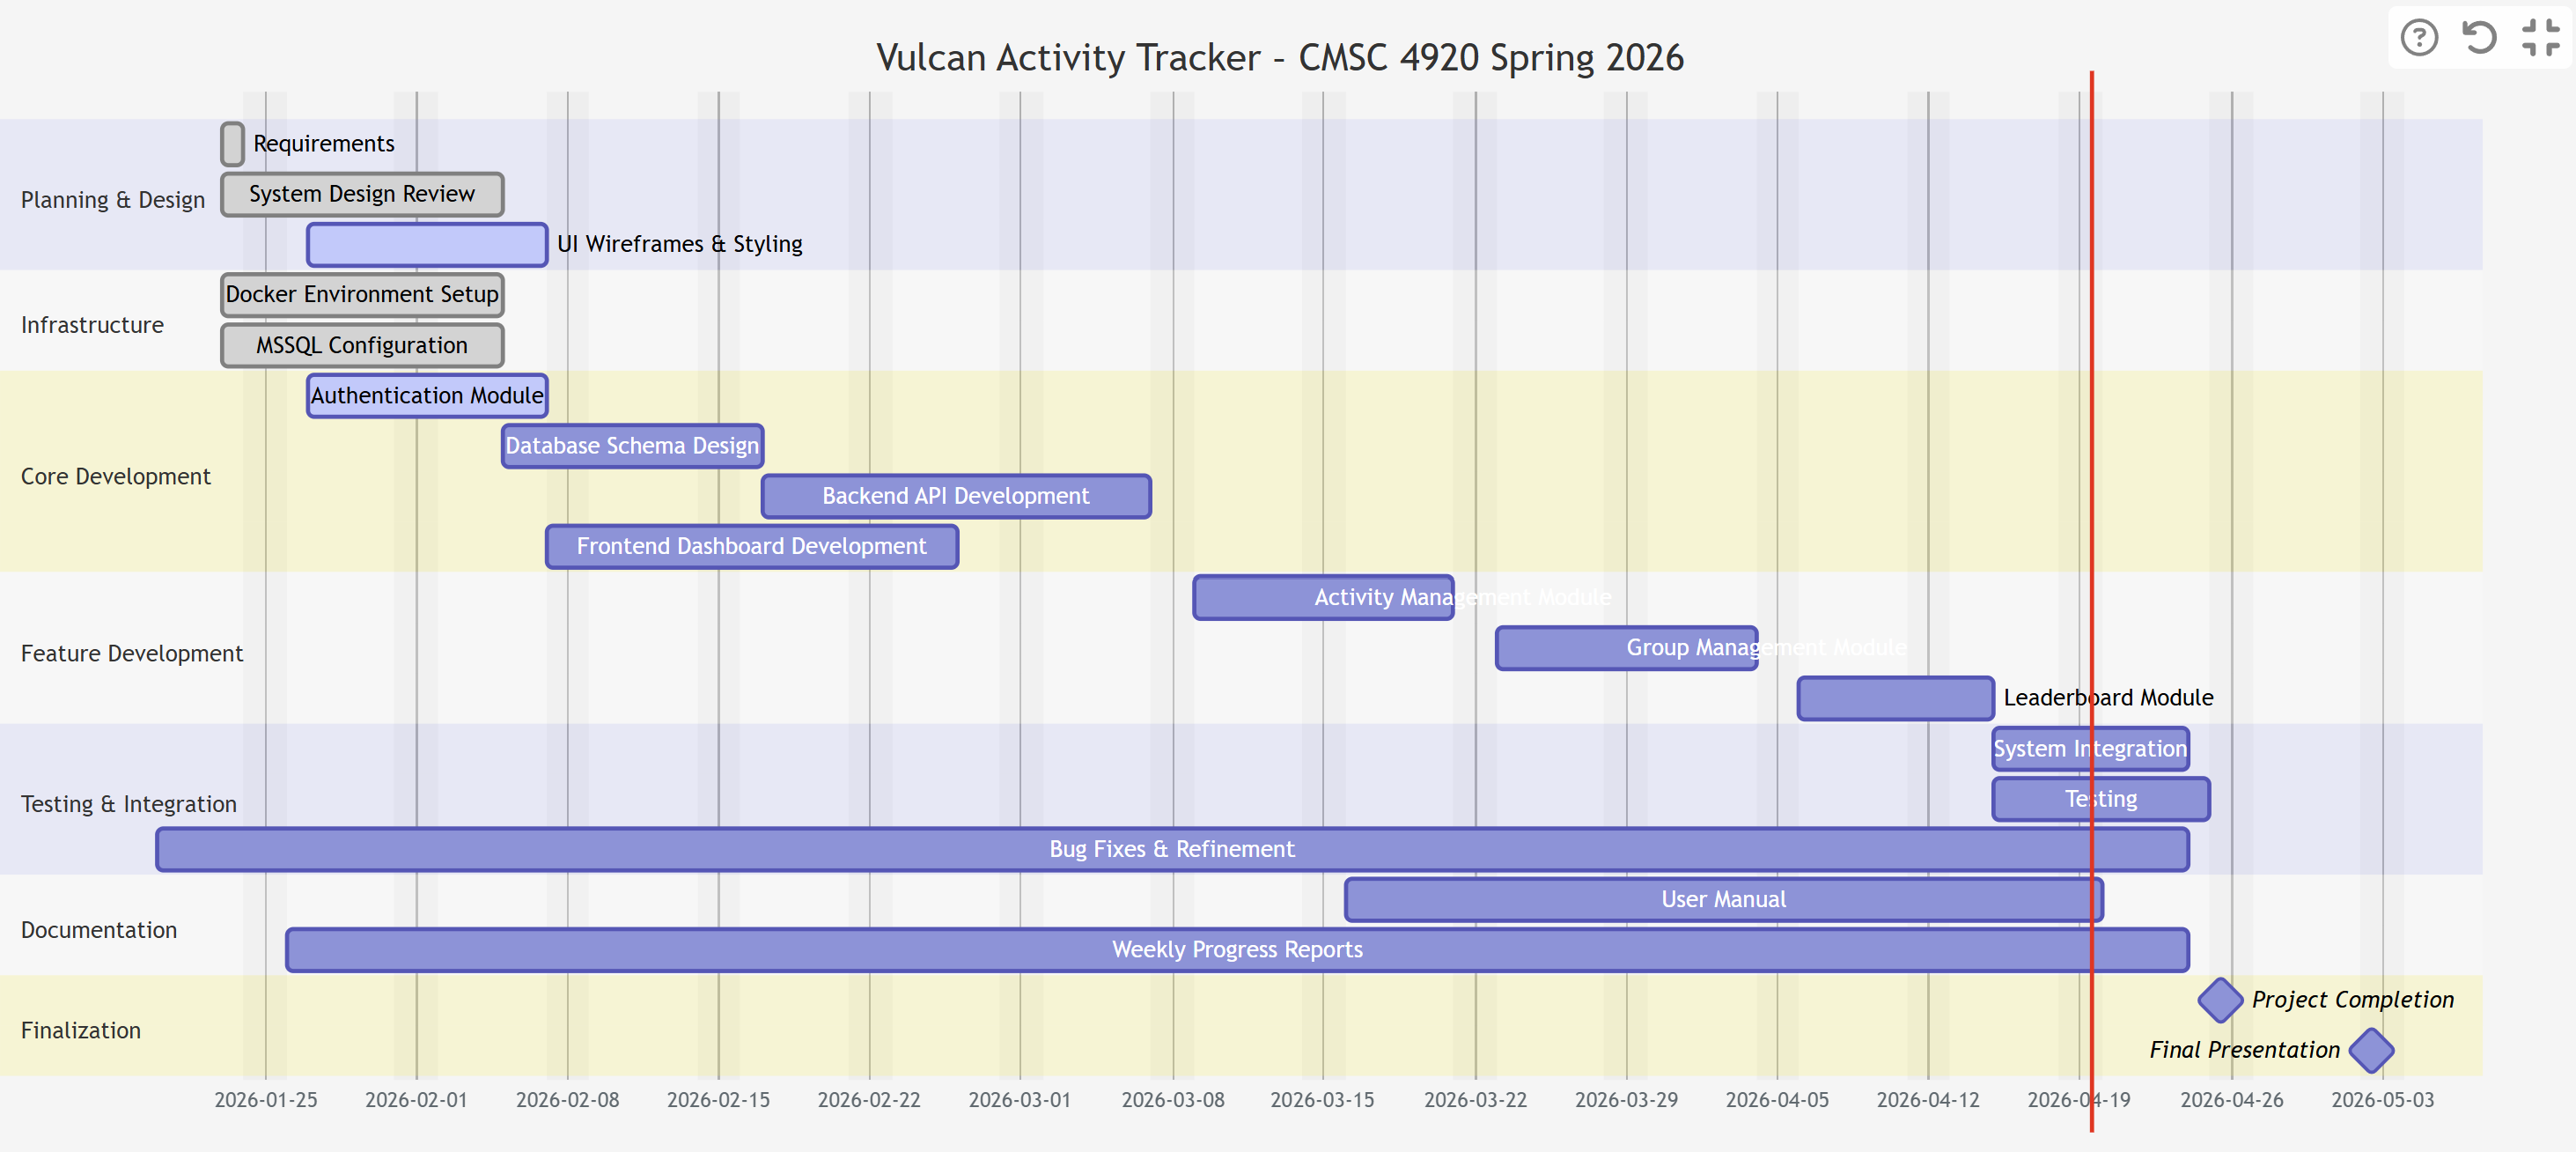 Vulcan Activity Tracker - CMSC 4920 Spring 2026
Planning & Design
Requirements
System Design Review
UI Wireframes & Styling
Infrastructure
Docker Environment Setup
MSSQL Configuration
Core Development
Authentication Module
Database Schema Design
Backend API Development
Frontend Dashboard Development
Feature Development
Activity Management Module
Group Management Module
Leaderboard Module
Testing & Integration
System Integration
Testing
Bug Fixes & Refinement
Documentation
User Manual
Weekly Progress Reports
Finalization
Project Completion
Final Presentation
2026-01-25 2026-02-01 2026-02-08 2026-02-15 2026-02-22 2026-03-01 2026-03-08 2026-03-15 2026-03-22 2026-03-29 2026-04-05 2026-04-12 2026-04-19 2026-04-26 2026-05-03